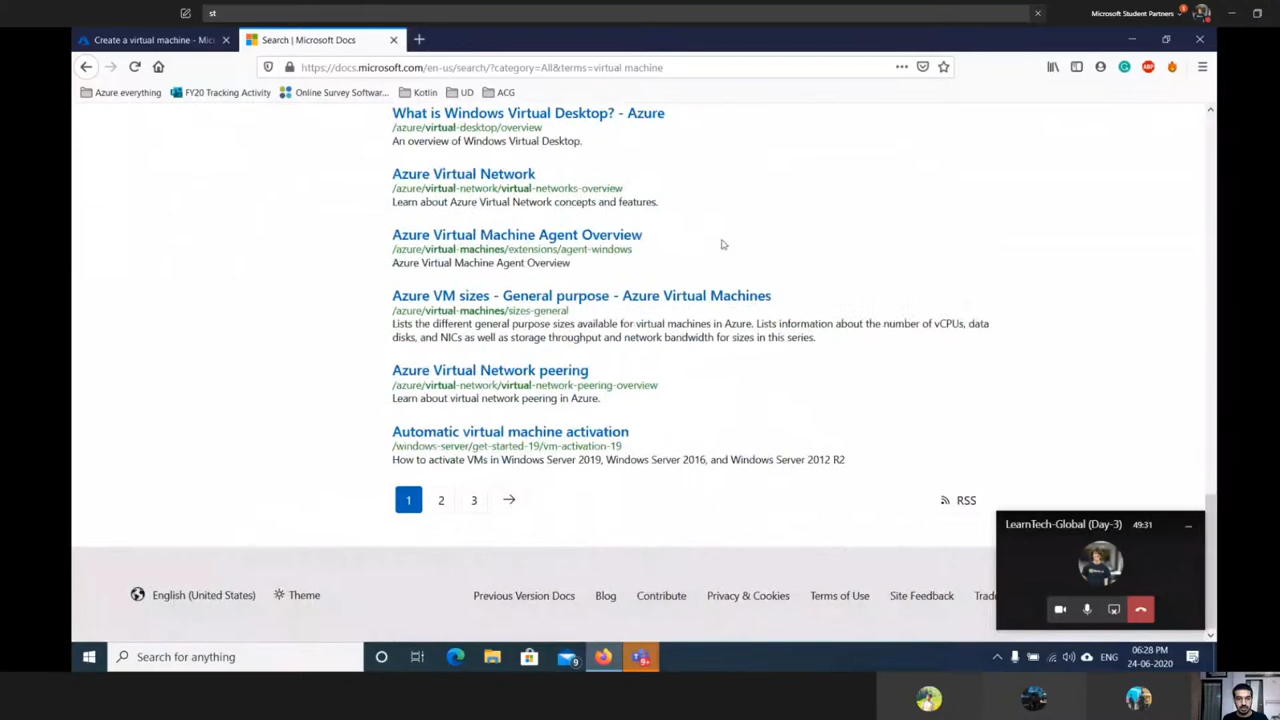 st
Microsoft Student Partners
Create a virtual machine - Mic
Search | Microsoft Docs
https://docs.microsoft.com/en-us/search/?category=All&terms=virtual machine
Azure everything
FY20 Tracking Activity
Online Survey Softwar...
Kotlin
UD
ACG
What is Windows Virtual Desktop? - Azure
/azure/virtual-desktop/overview
An overview of Windows Virtual Desktop.
Azure Virtual Network
/azure/virtual-network/virtual-networks-overview
Learn about Azure Virtual Network concepts and features.
Azure Virtual Machine Agent Overview
/azure/virtual-machines/extensions/agent-windows
Azure Virtual Machine Agent Overview
Azure VM sizes - General purpose - Azure Virtual Machines
/azure/virtual-machines/sizes-general
Lists the different general purpose sizes available for virtual machines in Azure. Lists information about the number of vCPUs, data
disks, and NICs as well as storage throughput and network bandwidth for sizes in this series.
Azure Virtual Network peering
/azure/virtual-network/virtual-network-peering-overview
Learn about virtual network peering in Azure.
Automatic virtual machine activation
/windows-server/get-started-19/vm-activation-19
How to activate VMs in Windows Server 2019, Windows Server 2016, and Windows Server 2012 R2
1 2 3
RSS
LearnTech-Global (Day-3) 49:31
English (United States)
Theme
Previous Version Docs
Blog
Contribute
Privacy & Cookies
Terms of Use
Site Feedback
Trad
Search for anything
9
9+
ENG
06:28 PM
24-06-2020